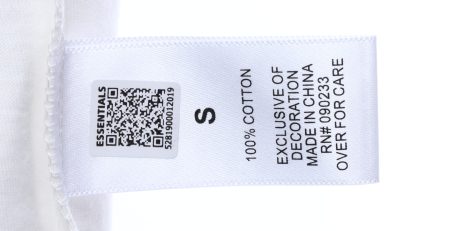 ESSENTIALS
5281900012019
S
100% COTTON
EXCLUSIVE OF
DECORATION
MADE IN CHINA
RN# 090233
OVER FOR CARE